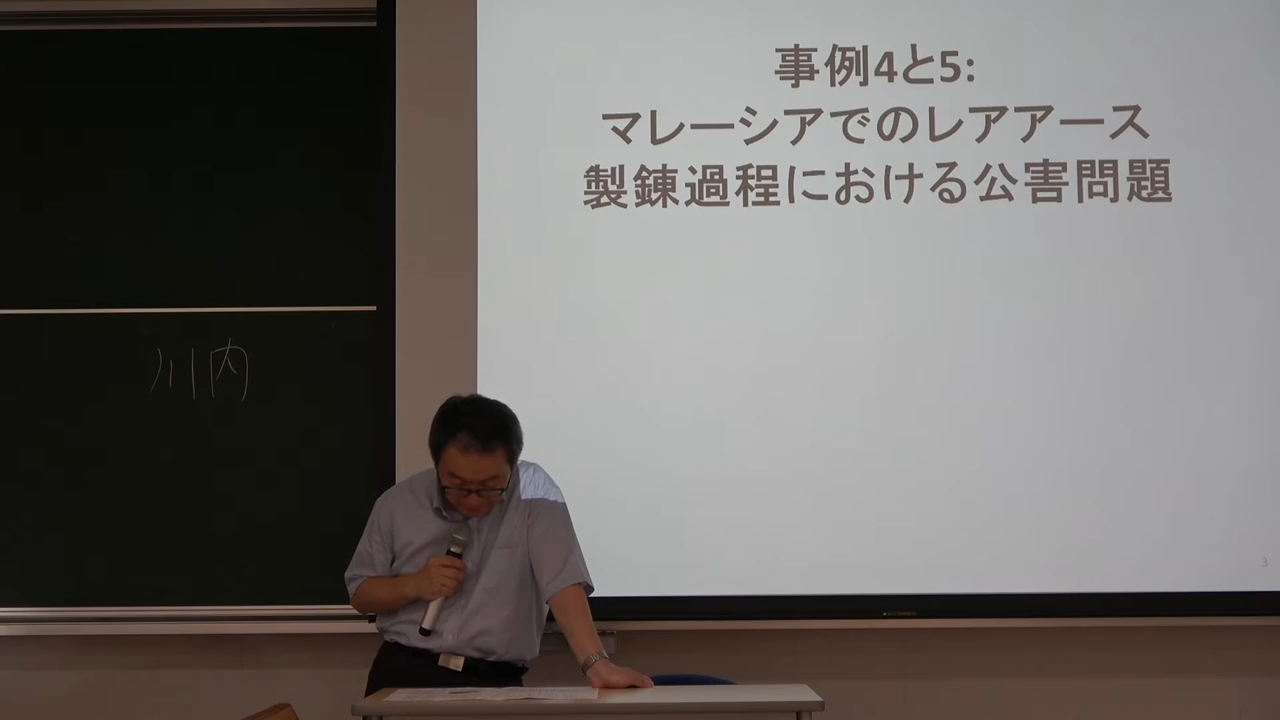 事例4と5:
マレーシアでのレアアース
製錬過程における公害問題
川内
3